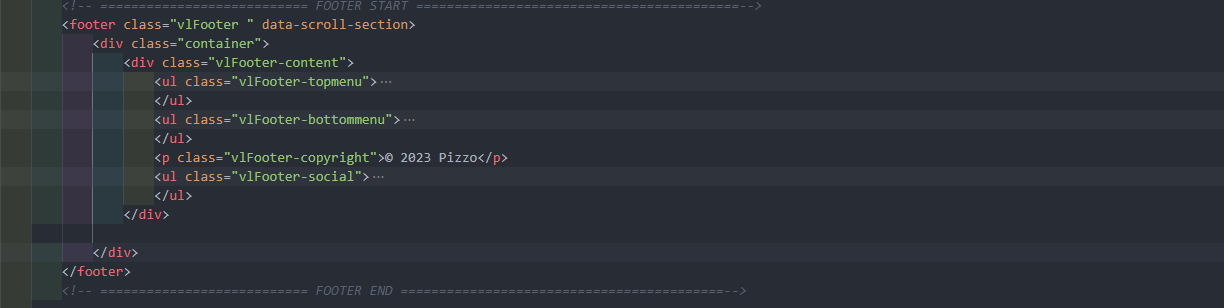 <!-- =========================== FOOTER START ==========================================-->
<footer class="vlFooter " data-scroll-section>
<div class="container">
<div class="vlFooter-content">
<ul class="vlFooter-topmenu">…
</ul>
<ul class="vlFooter-bottommenu">…
</ul>
<p class="vlFooter-copyright">© 2023 Pizzo</p>
<ul class="vlFooter-social">…
</ul>
</div>
</div>
</footer>
<!-- =========================== FOOTER END ==========================================-->